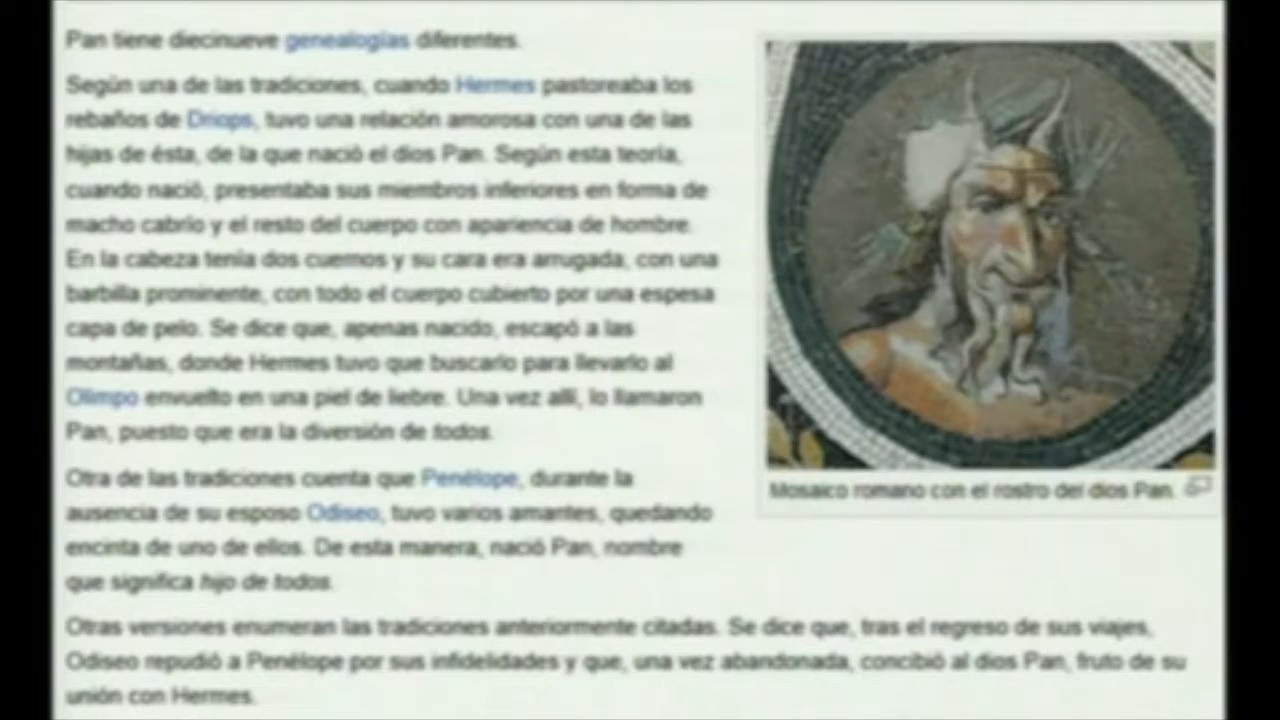 Pan tiene diecinueve genealogías diferentes.
Según una de las tradiciones, cuando Hermes pastoreaba los
rebaños de Dríops, tuvo una relación amorosa con una de las
hijas de ésta, de la que nació el dios Pan. Según esta teoría,
cuando nació, presentaba sus miembros inferiores en forma de
macho cabrío y el resto del cuerpo con apariencia de hombre.
En la cabeza tenía dos cuernos y su cara era arrugada, con una
barbilla prominente, con todo el cuerpo cubierto por una espesa
capa de pelo. Se dice que, apenas nacido, escapó a las
montañas, donde Hermes tuvo que buscarlo para llevarlo al
Olimpo envuelto en una piel de liebre. Una vez allí, lo llamaron
Pan, puesto que era la diversión de todos.
Otra de las tradiciones cuenta que Penélope, durante la
ausencia de su esposo Odiseo, tuvo varios amantes, quedando
encinta de uno de ellos. De esta manera, nació Pan, nombre
que significa hijo de todos.
Otras versiones enumeran las tradiciones anteriormente citadas. Se dice que, tras el regreso de sus viajes,
Odiseo repudió a Penélope por sus infidelidades y que, una vez abandonada, concibió al dios Pan, fruto de su
unión con Hermes.
Mosaico romano con el rostro del dios Pan.